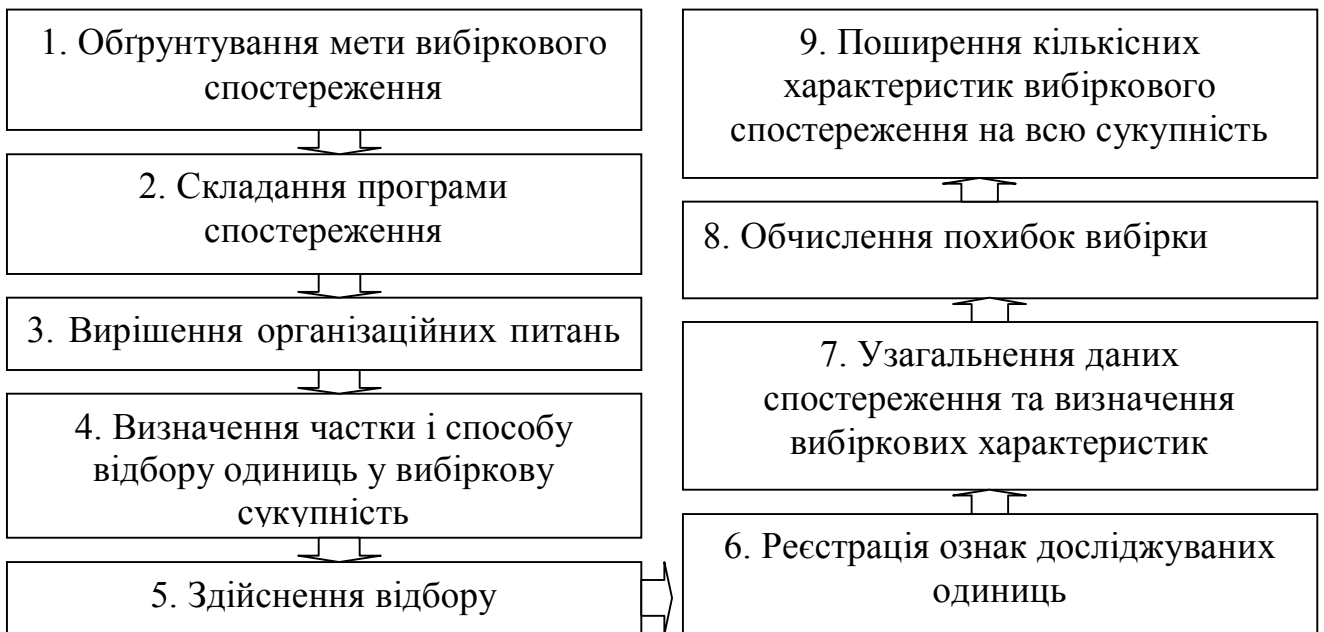 1. Обґрунтування мети вибіркового
спостереження
2. Складання програми
спостереження
3. Вирішення організаційних питань
4. Визначення частки і способу
відбору одиниць у вибіркову
сукупність
5. Здійснення відбору
6. Реєстрація ознак досліджуваних
одиниць
7. Узагальнення даних
спостереження та визначення
вибіркових характеристик
8. Обчислення похибок вибірки
9. Поширення кількісних
характеристик вибіркового
спостереження на всю сукупність